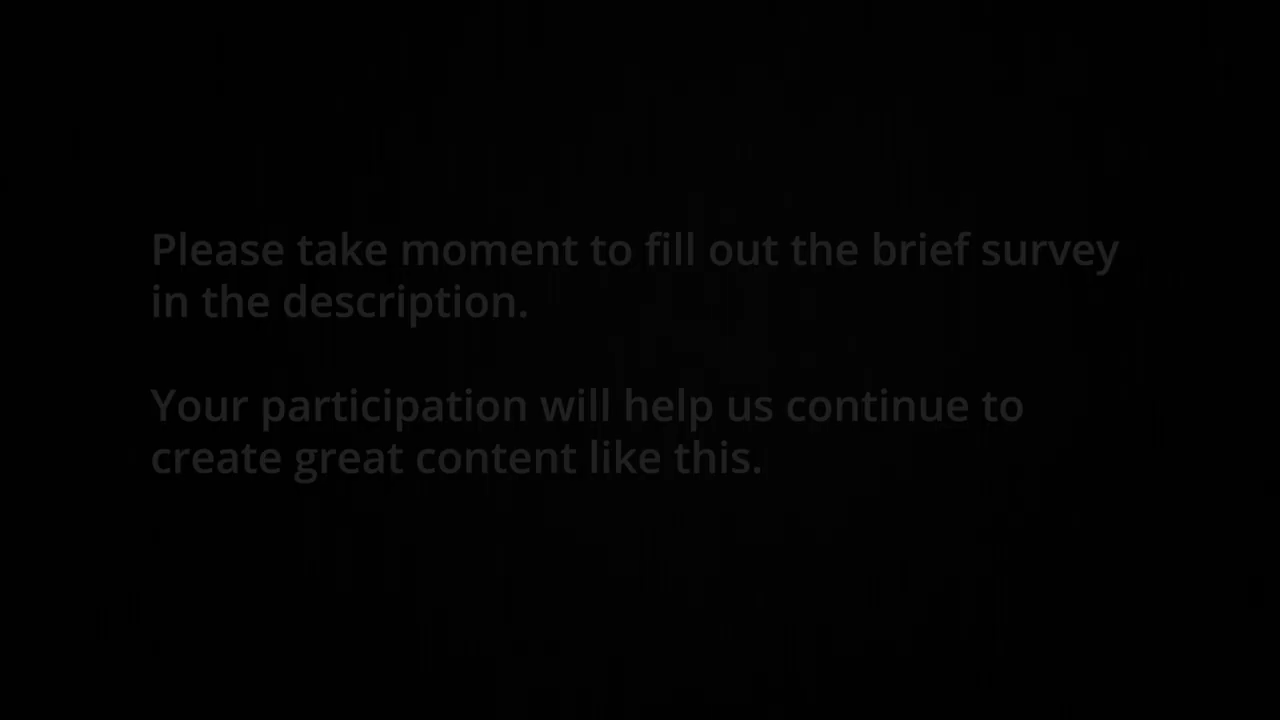 Please take moment to fill out the brief survey
in the description.
Your participation will help us continue to
create great content like this.